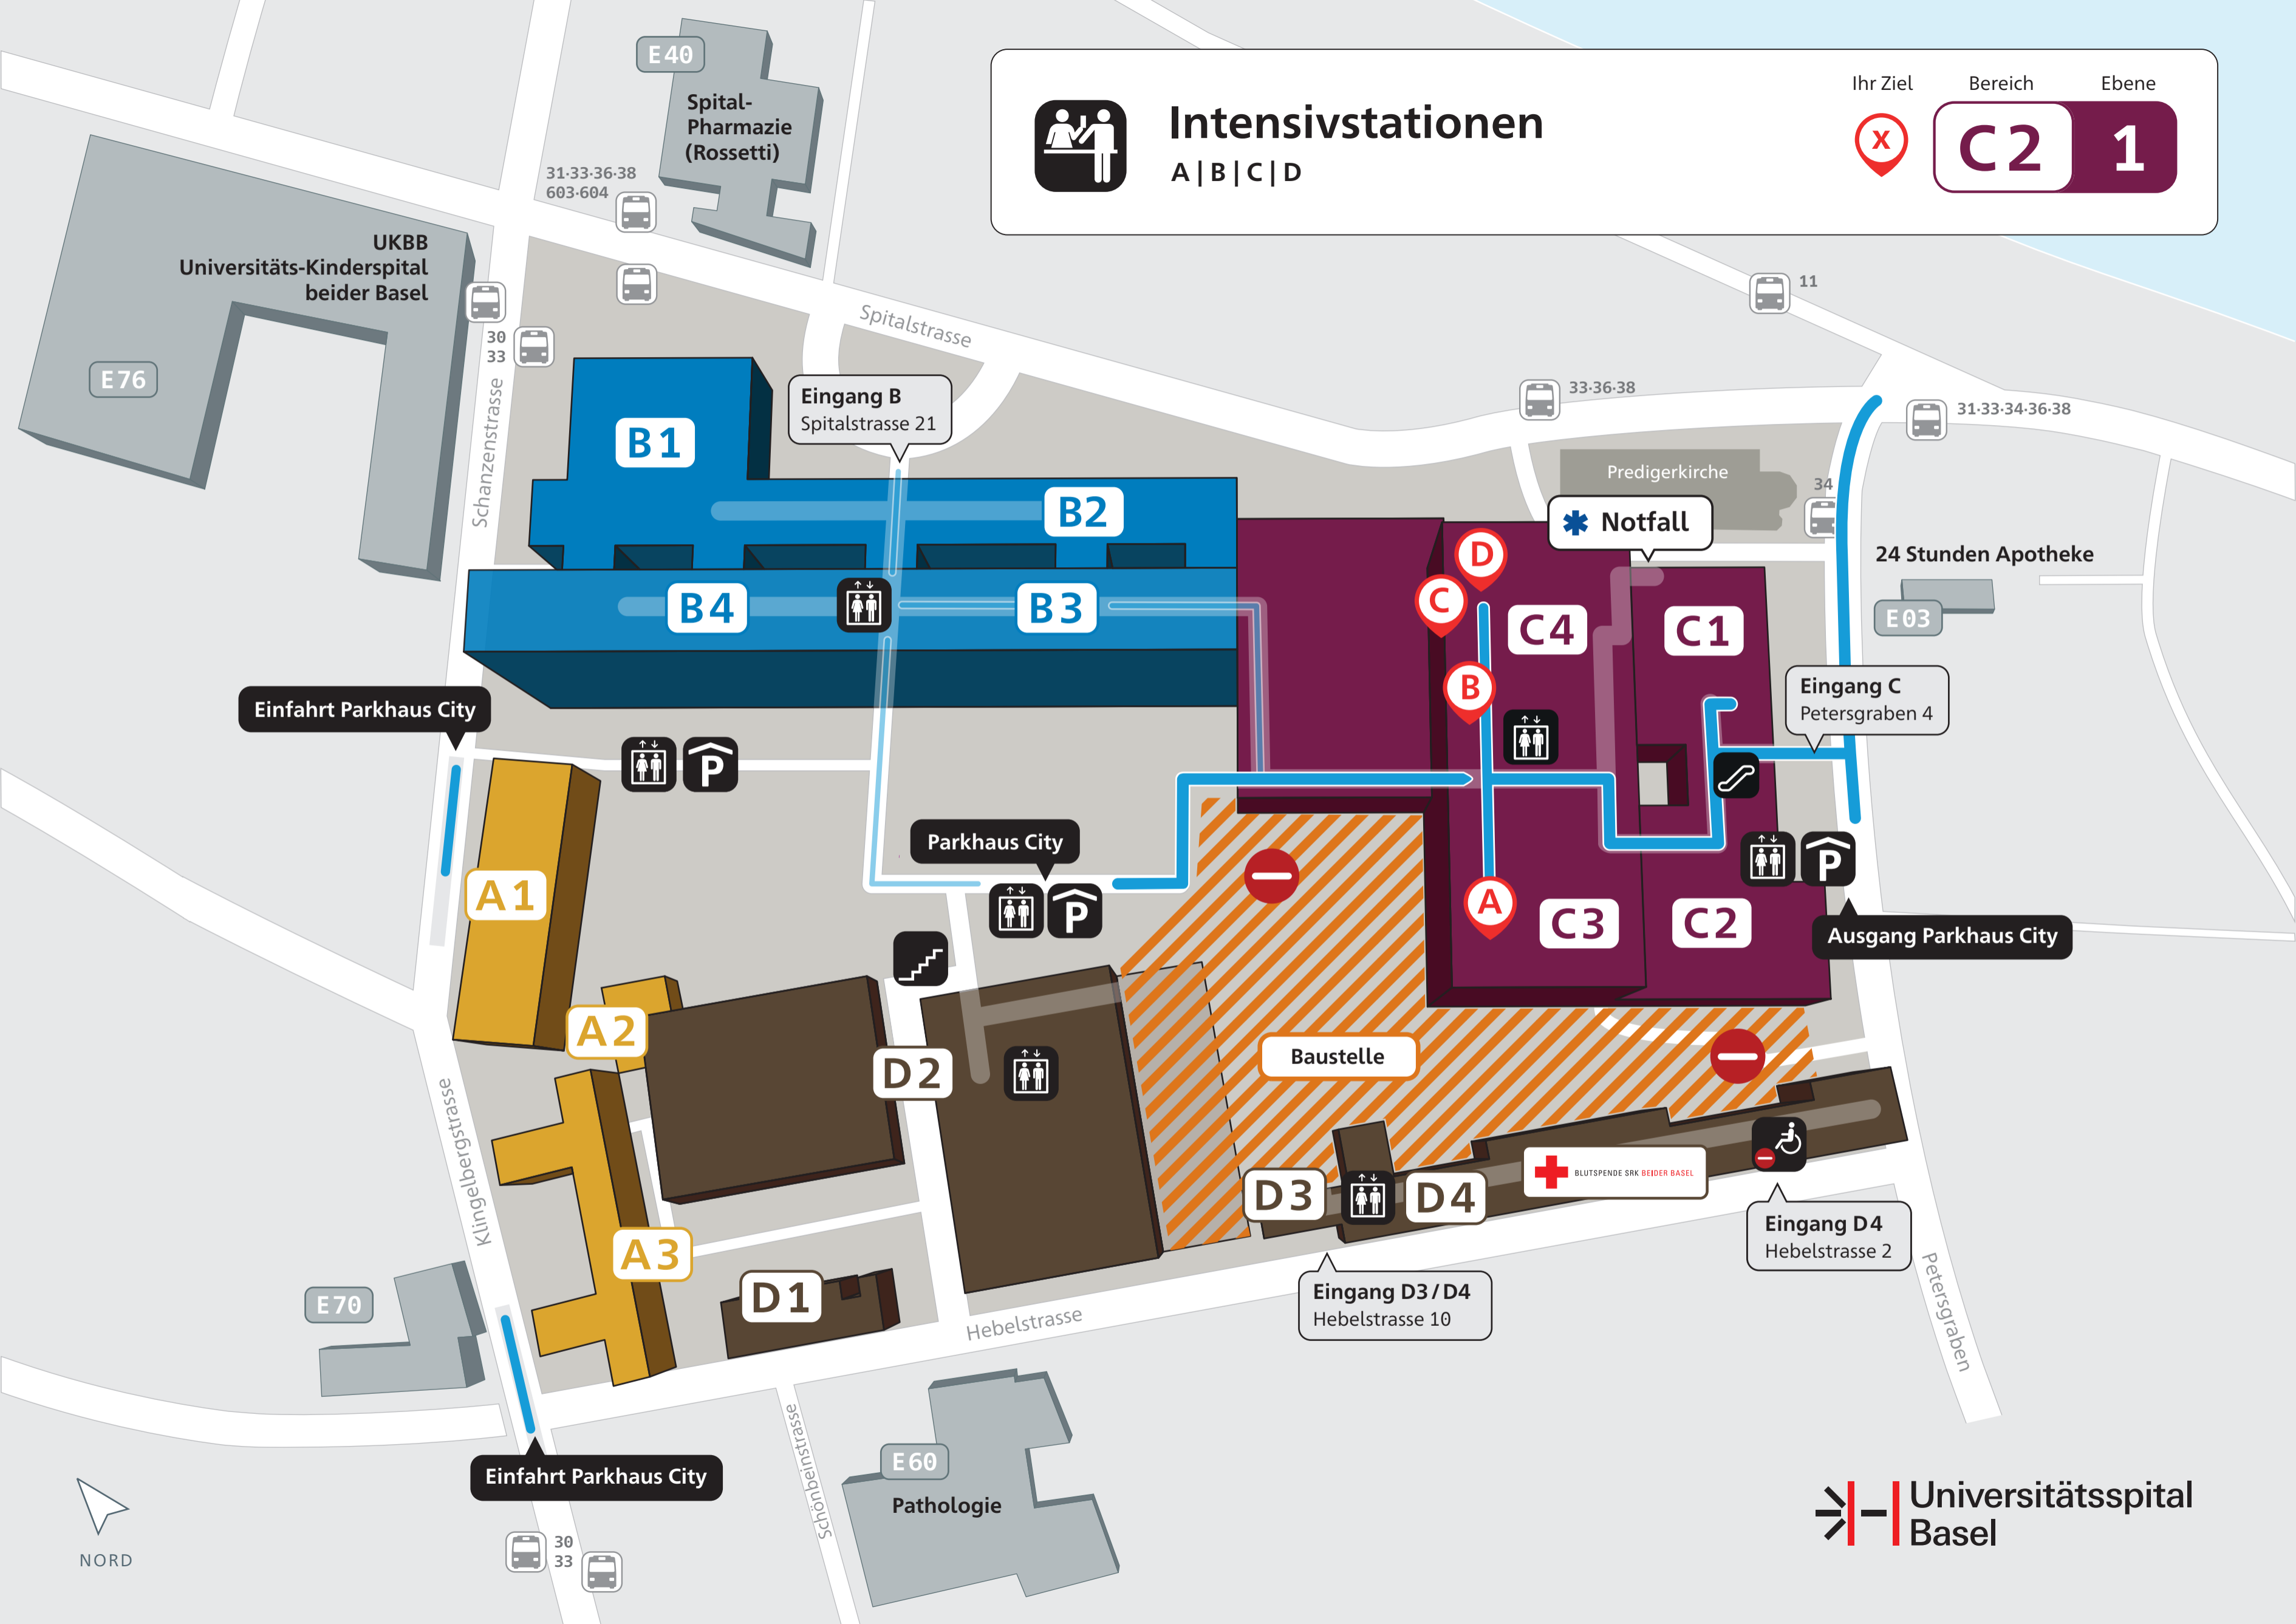 Intensivstationen
A|B|C|D
Ihr Ziel
Bereich
Ebene
X
C2
1
E40
Spital-
Pharmazie
(Rossetti)
31·33·36·38
603·604
UKBB
Universitäts-Kinderspital
beider Basel
E76
30
33
Schanzenstrasse
Spitalstrasse
11
33·36·38
31·33·34·36·38
Eingang B
Spitalstrasse 21
B1
B2
B4
B3
Predigerkirche
34
Notfall
24 Stunden Apotheke
E03
D
C
B
A
C4
C1
Eingang C
Petersgraben 4
Einfahrt Parkhaus City
P
Parkhaus City
P
P
A1
C3
C2
Ausgang Parkhaus City
A2
D2
Baustelle
Klingelbergstrasse
A3
D1
D3
D4
BLUTSPENDE SRK BEIDER BASEL
Eingang D4
Hebelstrasse 2
Eingang D3/D4
Hebelstrasse 10
Petersgraben
E70
Hebelstrasse
Schönbeinstrasse
E60
Pathologie
Einfahrt Parkhaus City
30
33
NORD
Universitätsspital
Basel